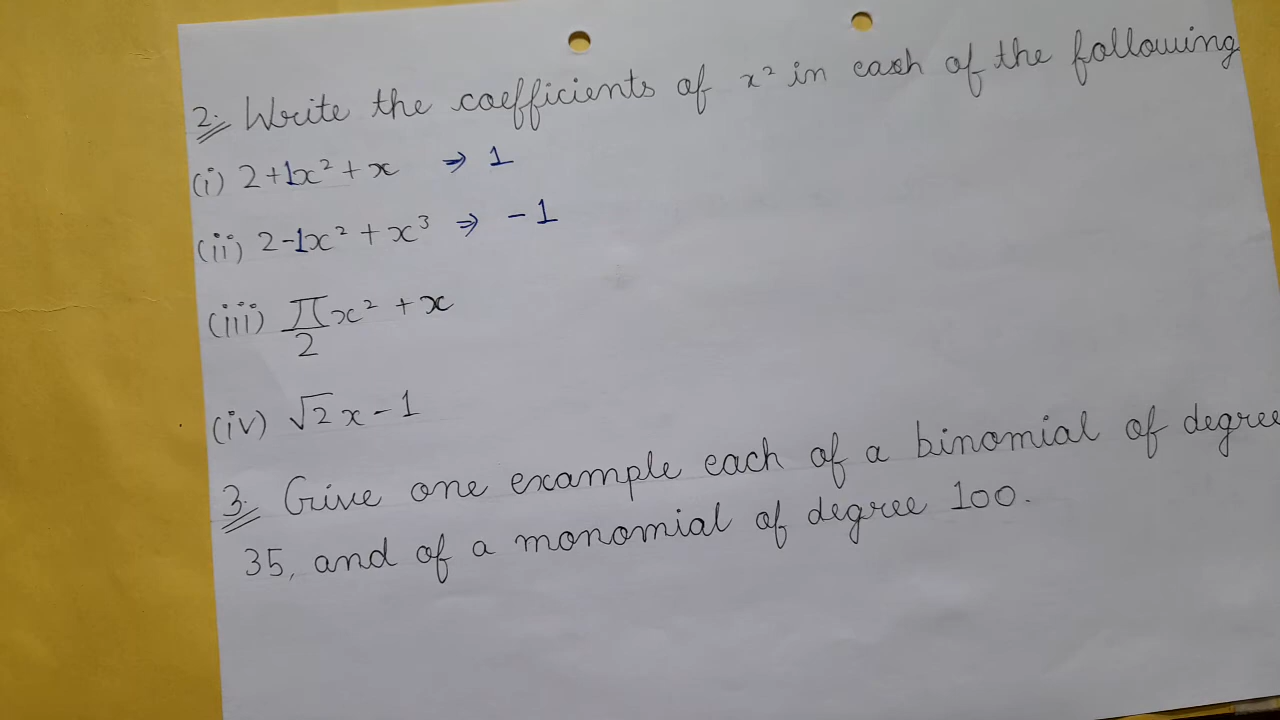 2. Write the coefficients of x² in each of the following
(i) 2+1x²+x ⇒ 1
(ii) 2-1x²+x³ ⇒ -1
(iii) π/2 x² + x
(iv) √2x-1
3. Give one example each of a binomial of degree
35, and of a monomial of degree 100.